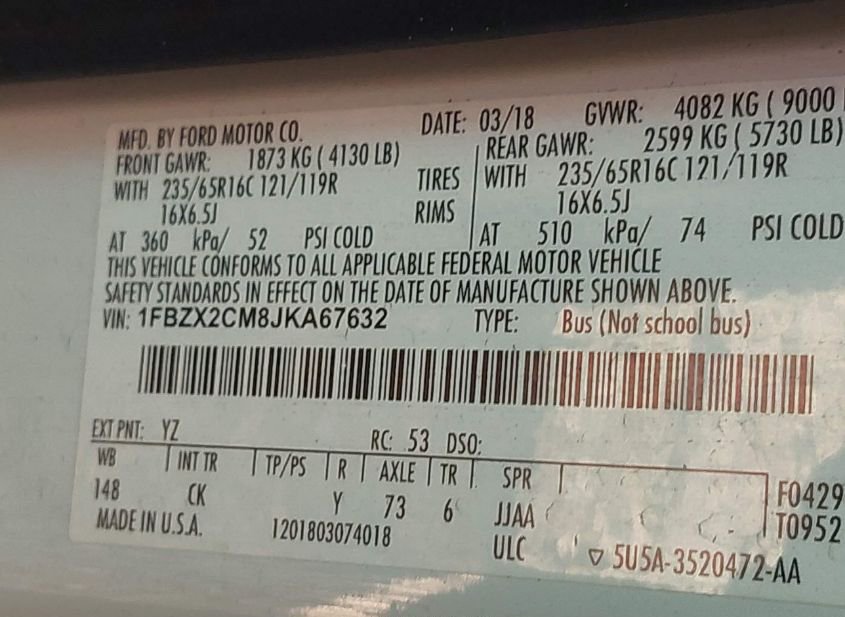 MFD. BY FORD MOTOR CO. DATE: 03/18 GVWR: 4082 KG ( 9000
FRONT GAWR: 1873 KG ( 4130 LB) REAR GAWR: 2599 KG ( 5730 LB)
WITH 235/65R16C 121/119R TIRES WITH 235/65R16C 121/119R
16X6.5J RIMS 16X6.5J
AT 360 kPa/ 52 PSI COLD AT 510 kPa/ 74 PSI COLD
THIS VEHICLE CONFORMS TO ALL APPLICABLE FEDERAL MOTOR VEHICLE
SAFETY STANDARDS IN EFFECT ON THE DATE OF MANUFACTURE SHOWN ABOVE.
VIN: 1FBZX2CM8JKA67632 TYPE: Bus (Not school bus)
EXT PNT: YZ RC: 53 DSO:
WB INT TR TP/PS R AXLE TR SPR F0429
148 CK Y 73 6 JJAA T0952
MADE IN U.S.A. 1201803074018 ULC ▽ 5U5A-3520472-AA